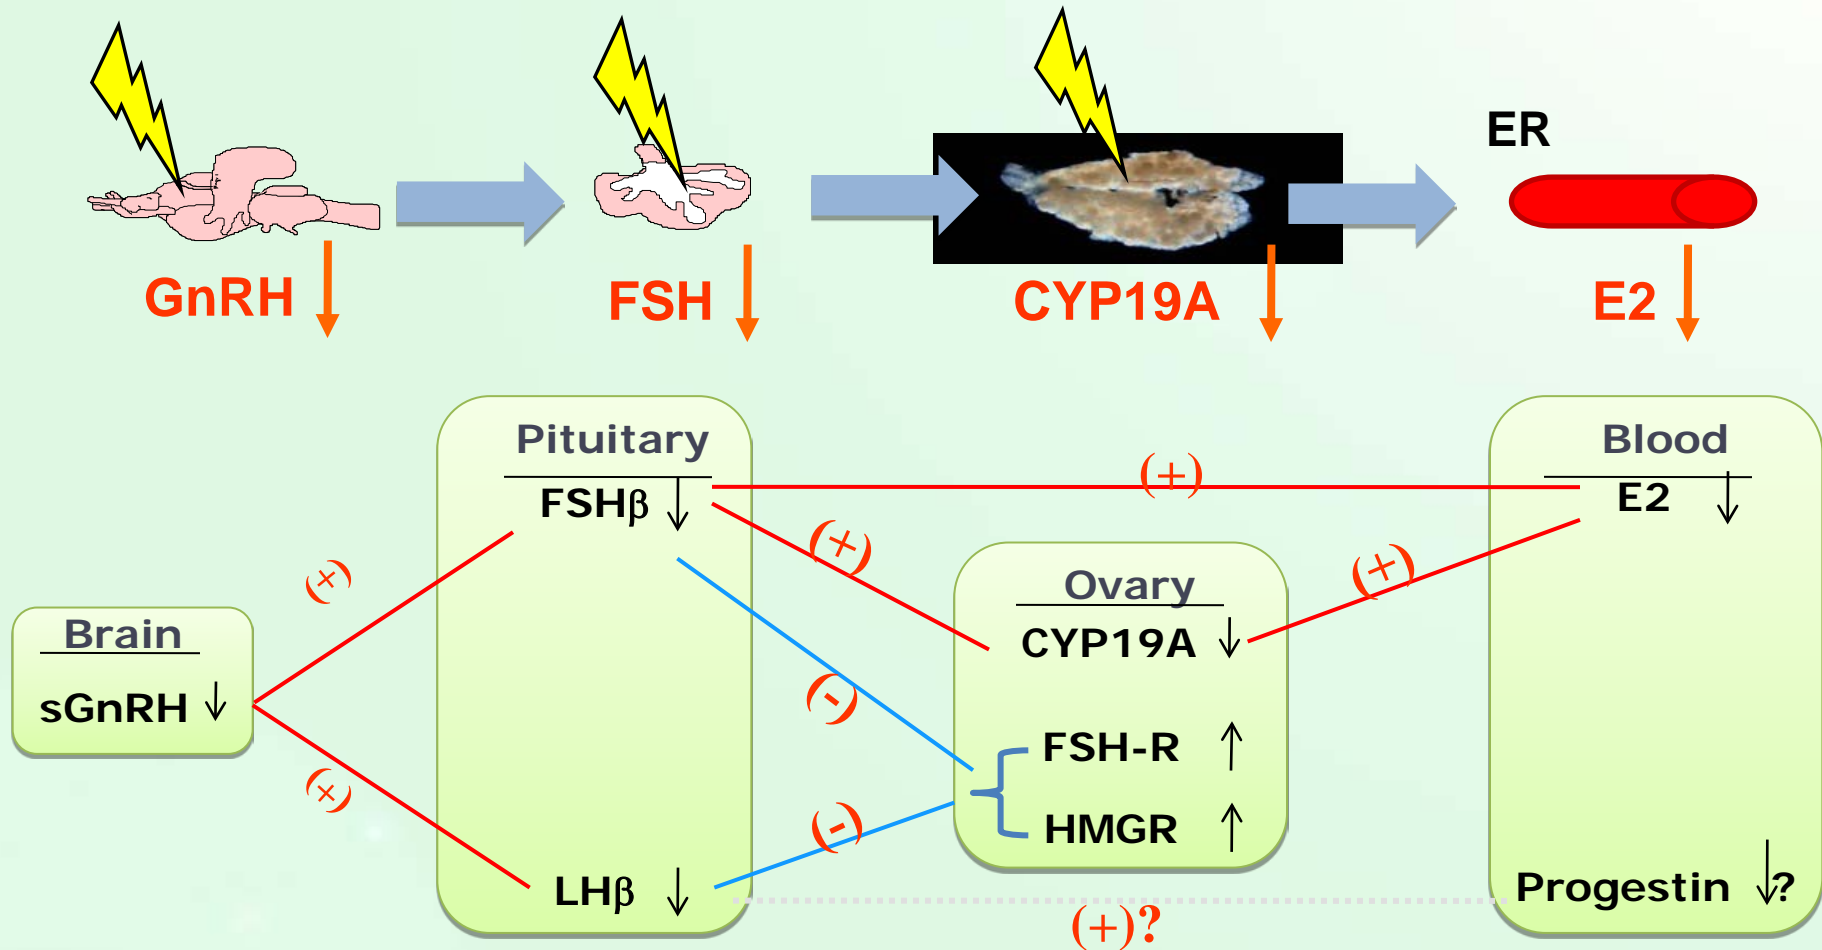 ER
GnRH
FSH
CYP19A
E2
Pituitary
FSHβ
LHβ
Blood
E2
Progestin ?
Ovary
CYP19A
FSH-R
HMGR
Brain
sGnRH
(+)
(+)
(+)
(+)
(+)
(-)
(-)
(+)?